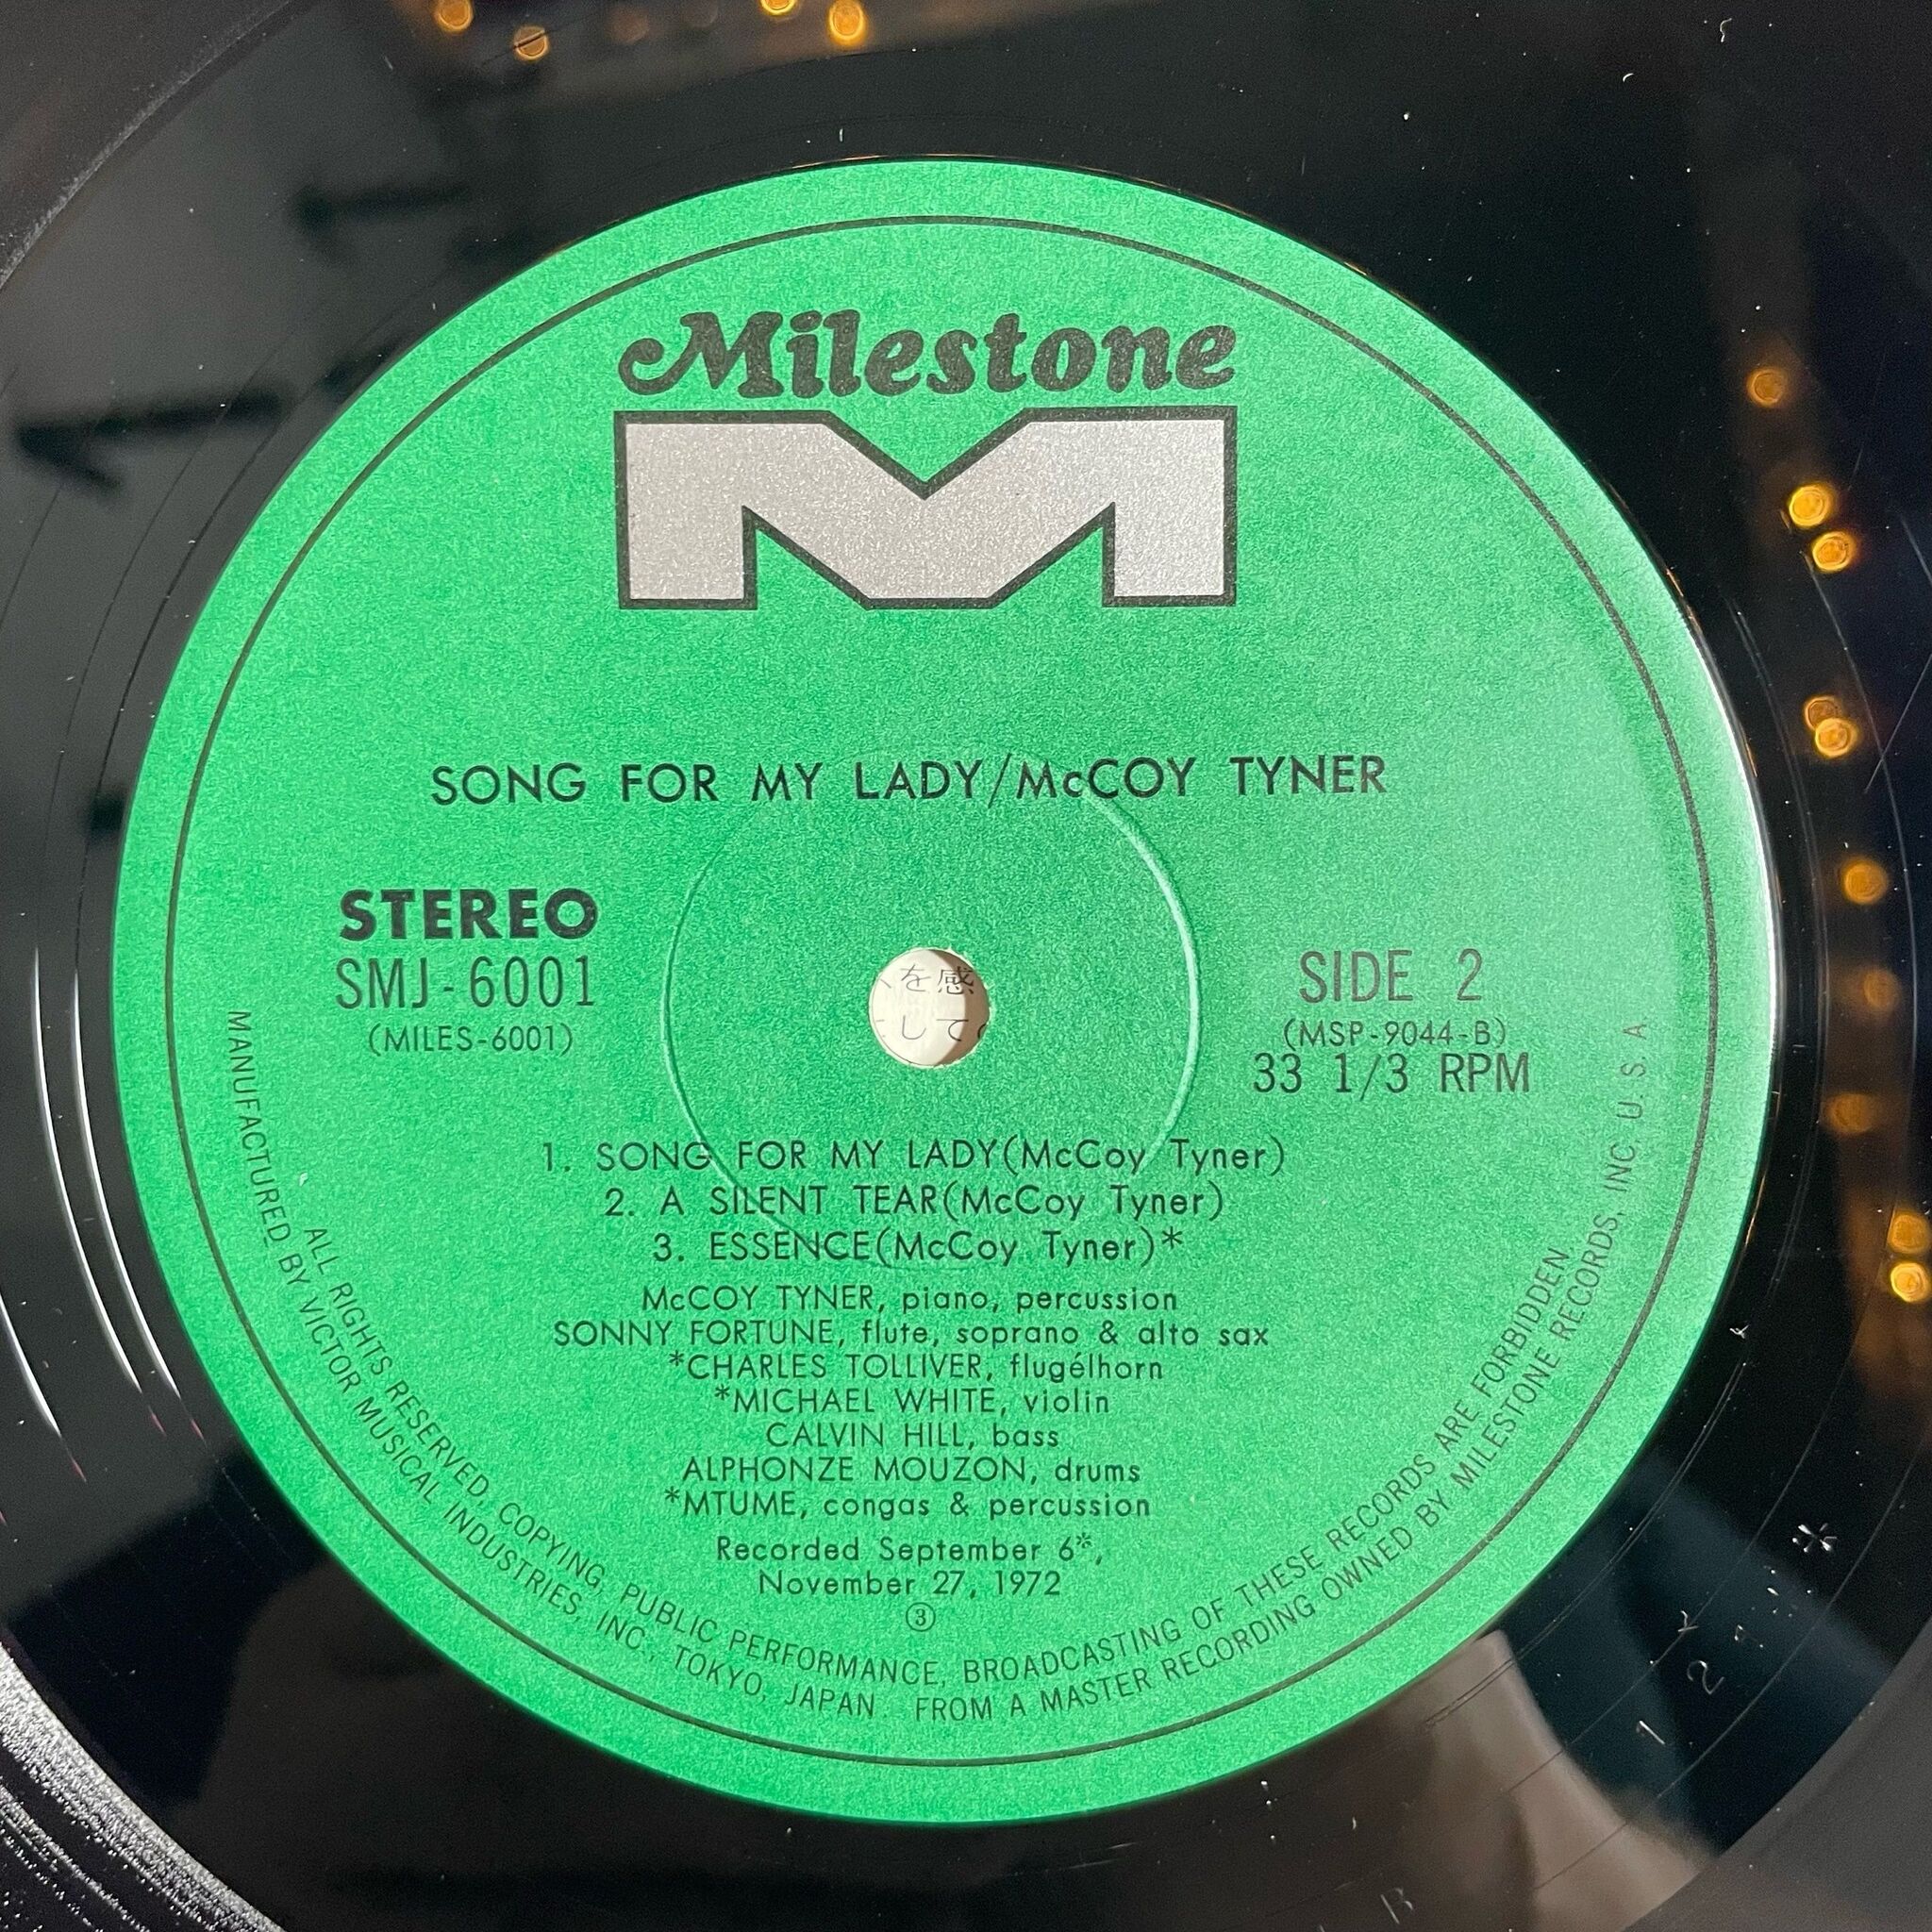 Milestone
SONG FOR MY LADY/McCOY TYNER
STEREO
SMJ-6001
(MILES-6001)
を感
して
SIDE 2
(MSP-9044-B)
33 1/3 RPM
1. SONG FOR MY LADY(McCoy Tyner)
2. A SILENT TEAR(McCoy Tyner)
3. ESSENCE(McCoy Tyner)*
McCOY TYNER, piano, percussion
SONNY FORTUNE, flute, soprano & alto sax
*CHARLES TOLLIVER, flugélhorn
*MICHAEL WHITE, violin
CALVIN HILL, bass
ALPHONZE MOUZON, drums
*MTUME, congas & percussion
Recorded September 6*,
November 27, 1972
③
ALL RIGHTS RESERVED, COPYING, PUBLIC PERFORMANCE, BROADCASTING OF THESE RECORDS ARE FORBIDDEN
MANUFACTURED BY VICTOR MUSICAL INDUSTRIES, INC., TOKYO, JAPAN. FROM A MASTER RECORDING OWNED BY MILESTONE RECORDS, INC U.S.A